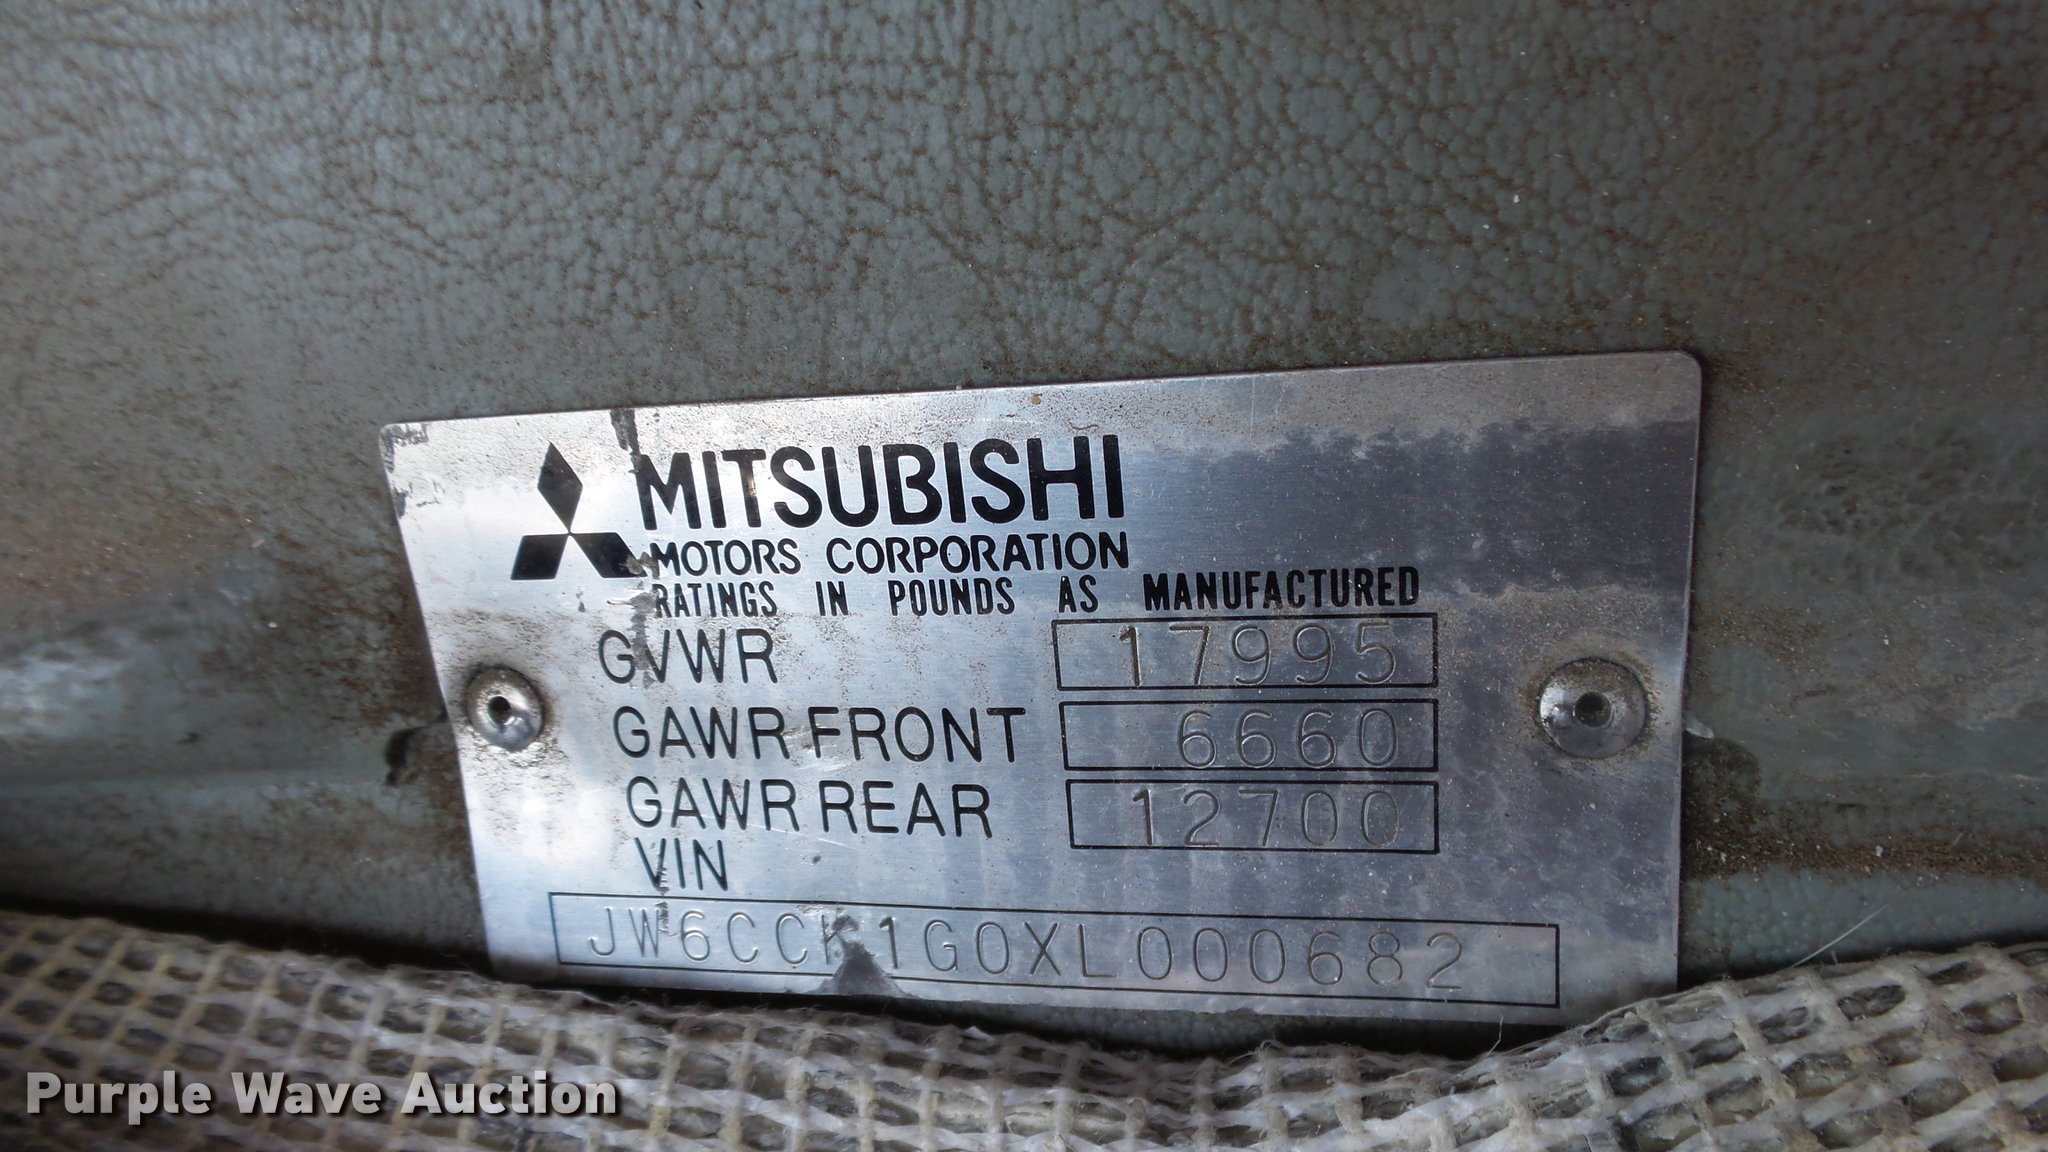 MITSUBISHI
MOTORS CORPORATION
RATINGS IN POUNDS AS MANUFACTURED
GVWR 17995
GAWR FRONT 6660
GAWR REAR 12700
VIN
JW6CCK1G0XL000682
Purple Wave Auction